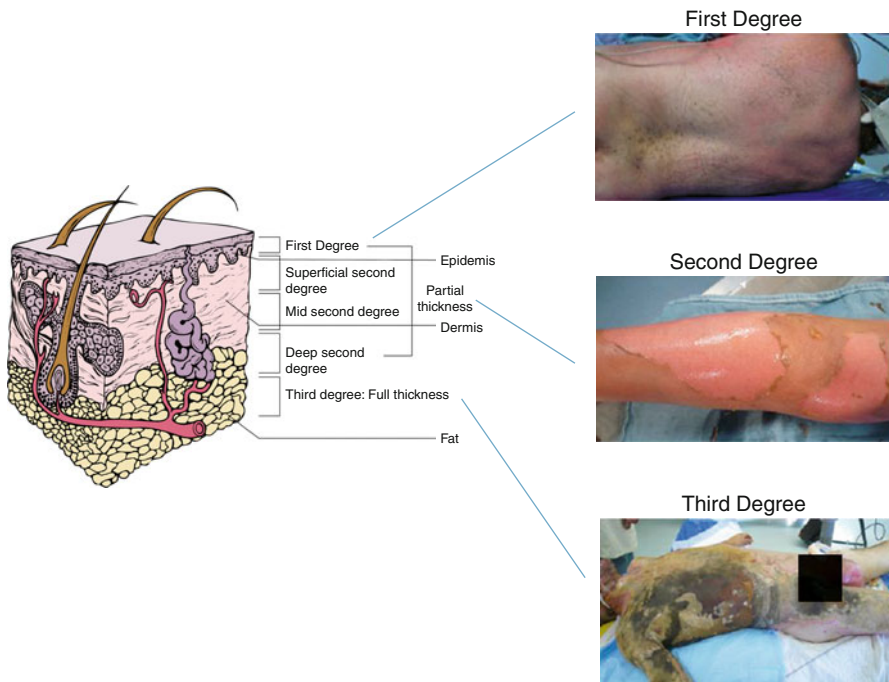 First Degree
First Degree
Epidemis
Superficial second
degree
Partial
thickness
Mid second degree
Dermis
Deep second
degree
Third degree: Full thickness
Fat
Second Degree
Third Degree